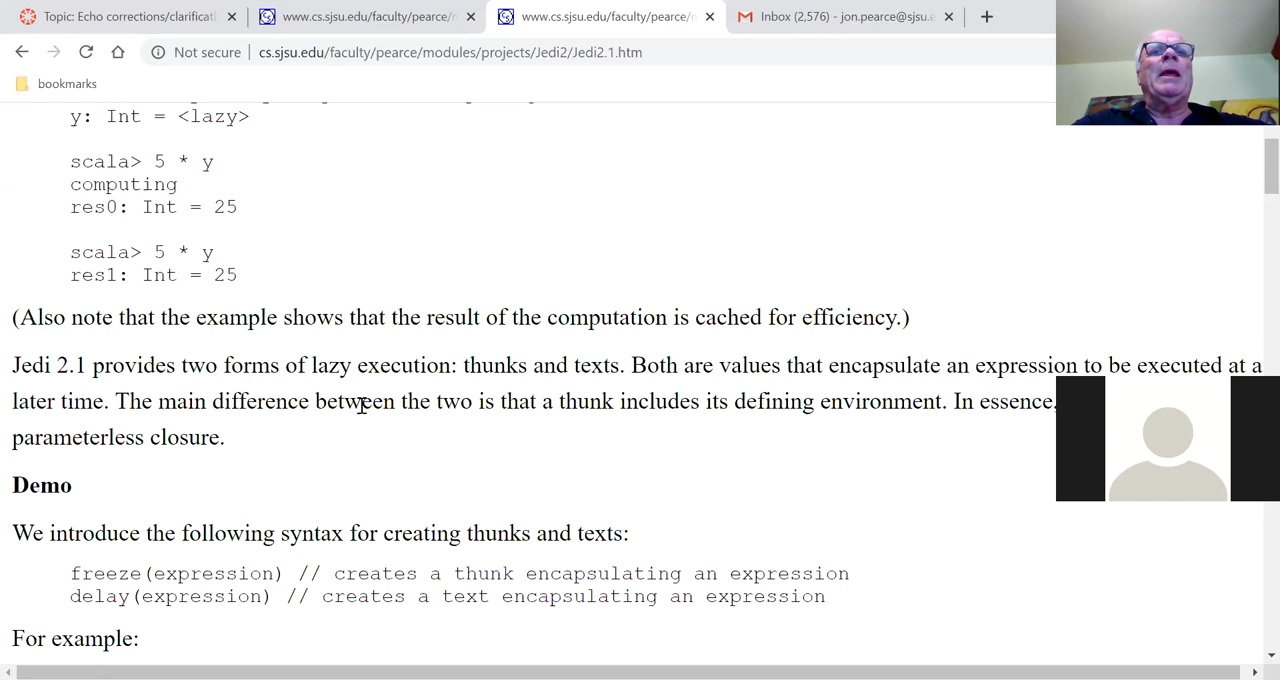 Topic: Echo corrections/clarificati
www.cs.sjsu.edu/faculty/pearce/
www.cs.sjsu.edu/faculty/pearce/
Inbox (2,576) - jon.pearce@sjsu.e
Not secure | cs.sjsu.edu/faculty/pearce/modules/projects/Jedi2/Jedi2.1.htm
bookmarks
y: Int = <lazy>
scala> 5 * y
computing
res0: Int = 25
scala> 5 * y
res1: Int = 25
(Also note that the example shows that the result of the computation is cached for efficiency.)
Jedi 2.1 provides two forms of lazy execution: thunks and texts. Both are values that encapsulate an expression to be executed at a
later time. The main difference between the two is that a thunk includes its defining environment. In essence,
parameterless closure.
Demo
We introduce the following syntax for creating thunks and texts:
freeze(expression) // creates a thunk encapsulating an expression
delay(expression) // creates a text encapsulating an expression
For example: